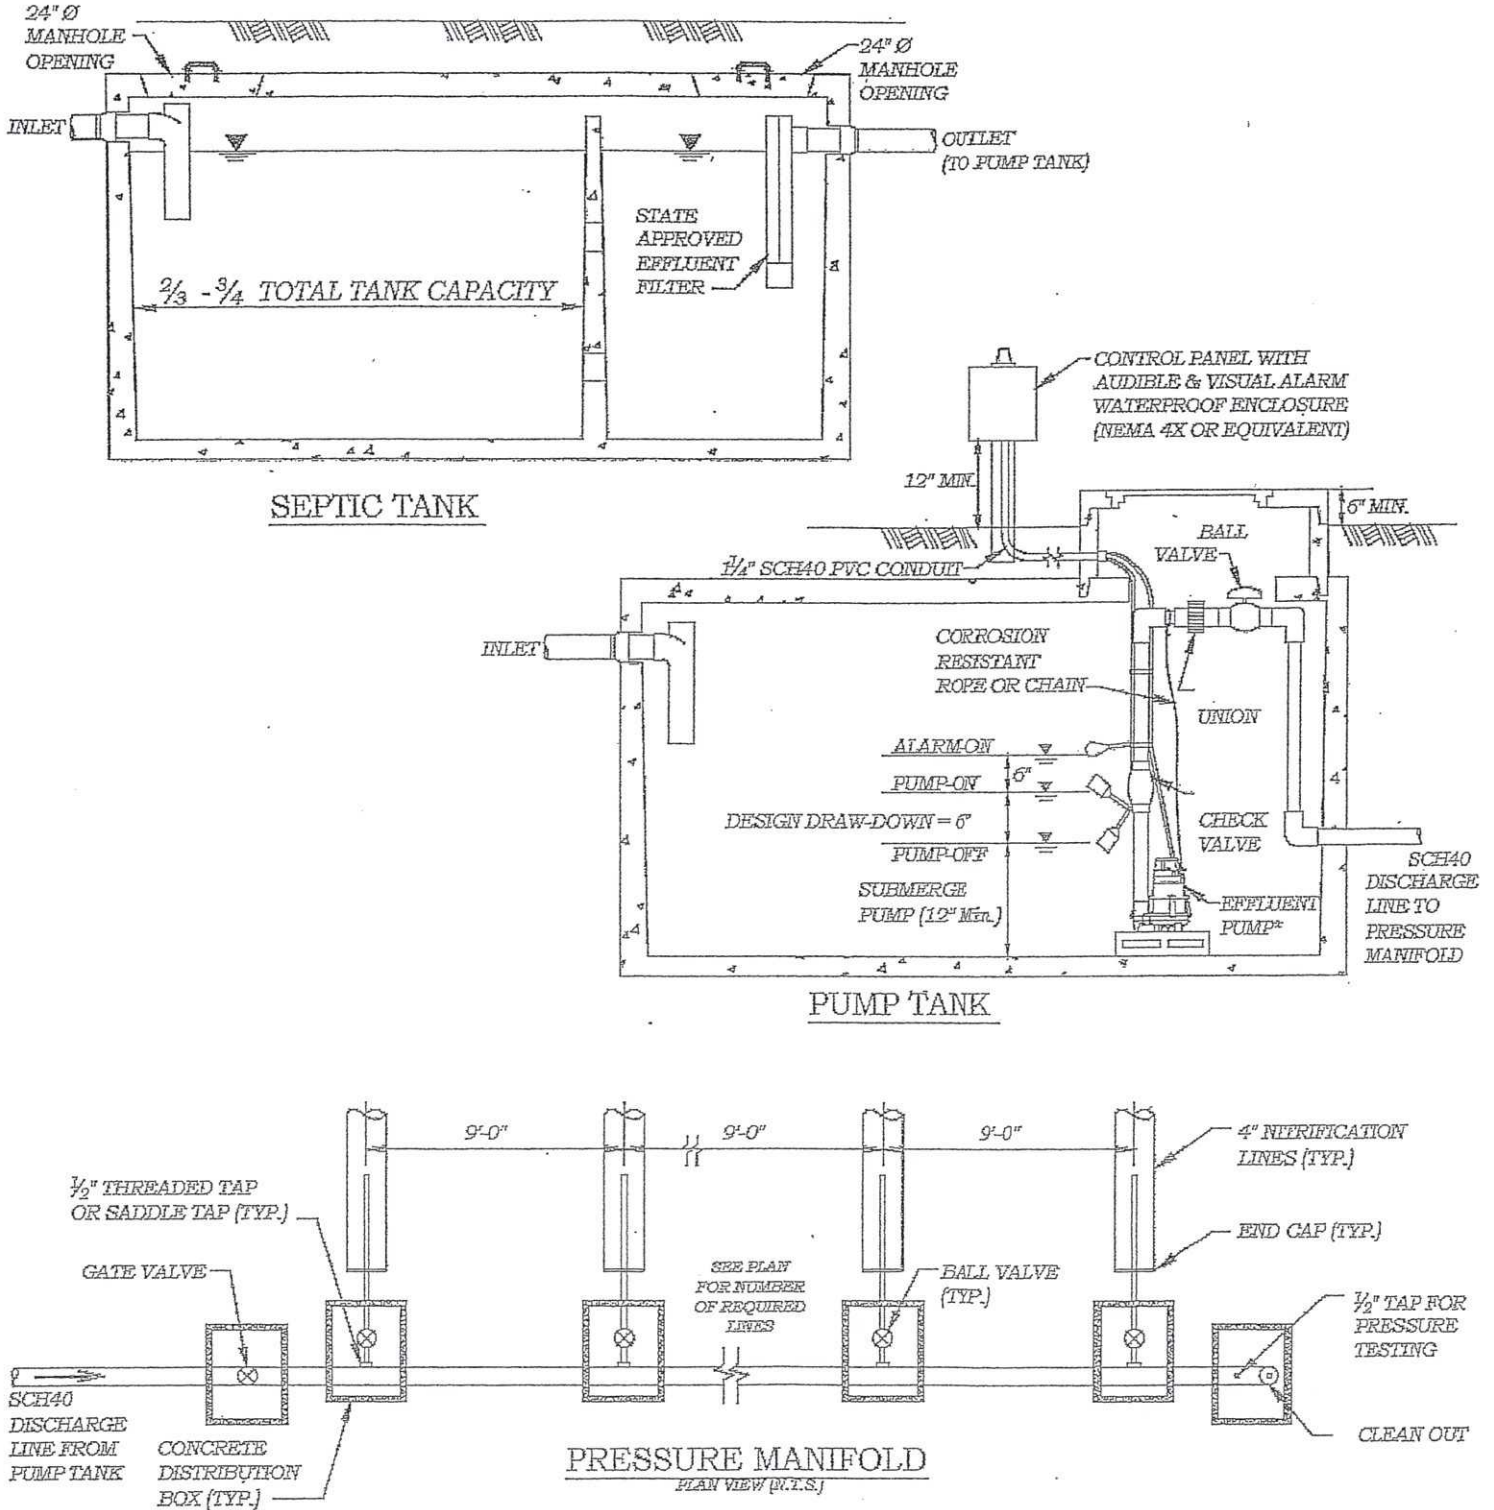 24" Ø
MANHOLE
OPENING
24" Ø
MANHOLE
OPENING
INLET
OUTLET
(TO PUMP TANK)
STATE
APPROVED
EFFLUENT
FILTER
2/3 - 3/4 TOTAL TANK CAPACITY
SEPTIC TANK
CONTROL PANEL WITH
AUDIBLE & VISUAL ALARM
WATERPROOF ENCLOSURE
(NEMA 4X OR EQUIVALENT)
12" MIN.
6" MIN.
BALL
VALVE
1¼" SCH40 PVC CONDUIT
INLET
CORROSION
RESISTANT
ROPE OR CHAIN
UNION
ALARM-ON
6"
PUMP-ON
DESIGN DRAW-DOWN = 6"
PUMP-OFF
CHECK
VALVE
SUBMERGE
PUMP (12" Min.)
EFFLUENT
PUMP*
SCH40
DISCHARGE
LINE TO
PRESSURE
MANIFOLD
PUMP TANK
9'-0"
9'-0"
9'-0"
4" NITRIFICATION
LINES (TYP.)
½" THREADED TAP
OR SADDLE TAP (TYP.)
END CAP (TYP.)
GATE VALVE
SEE PLAN
FOR NUMBER
OF REQUIRED
LINES
BALL VALVE
(TYP.)
½" TAP FOR
PRESSURE
TESTING
SCH40
DISCHARGE
LINE FROM
PUMP TANK
CONCRETE
DISTRIBUTION
BOX (TYP.)
CLEAN OUT
PRESSURE MANIFOLD
PLAN VIEW (N.T.S.)